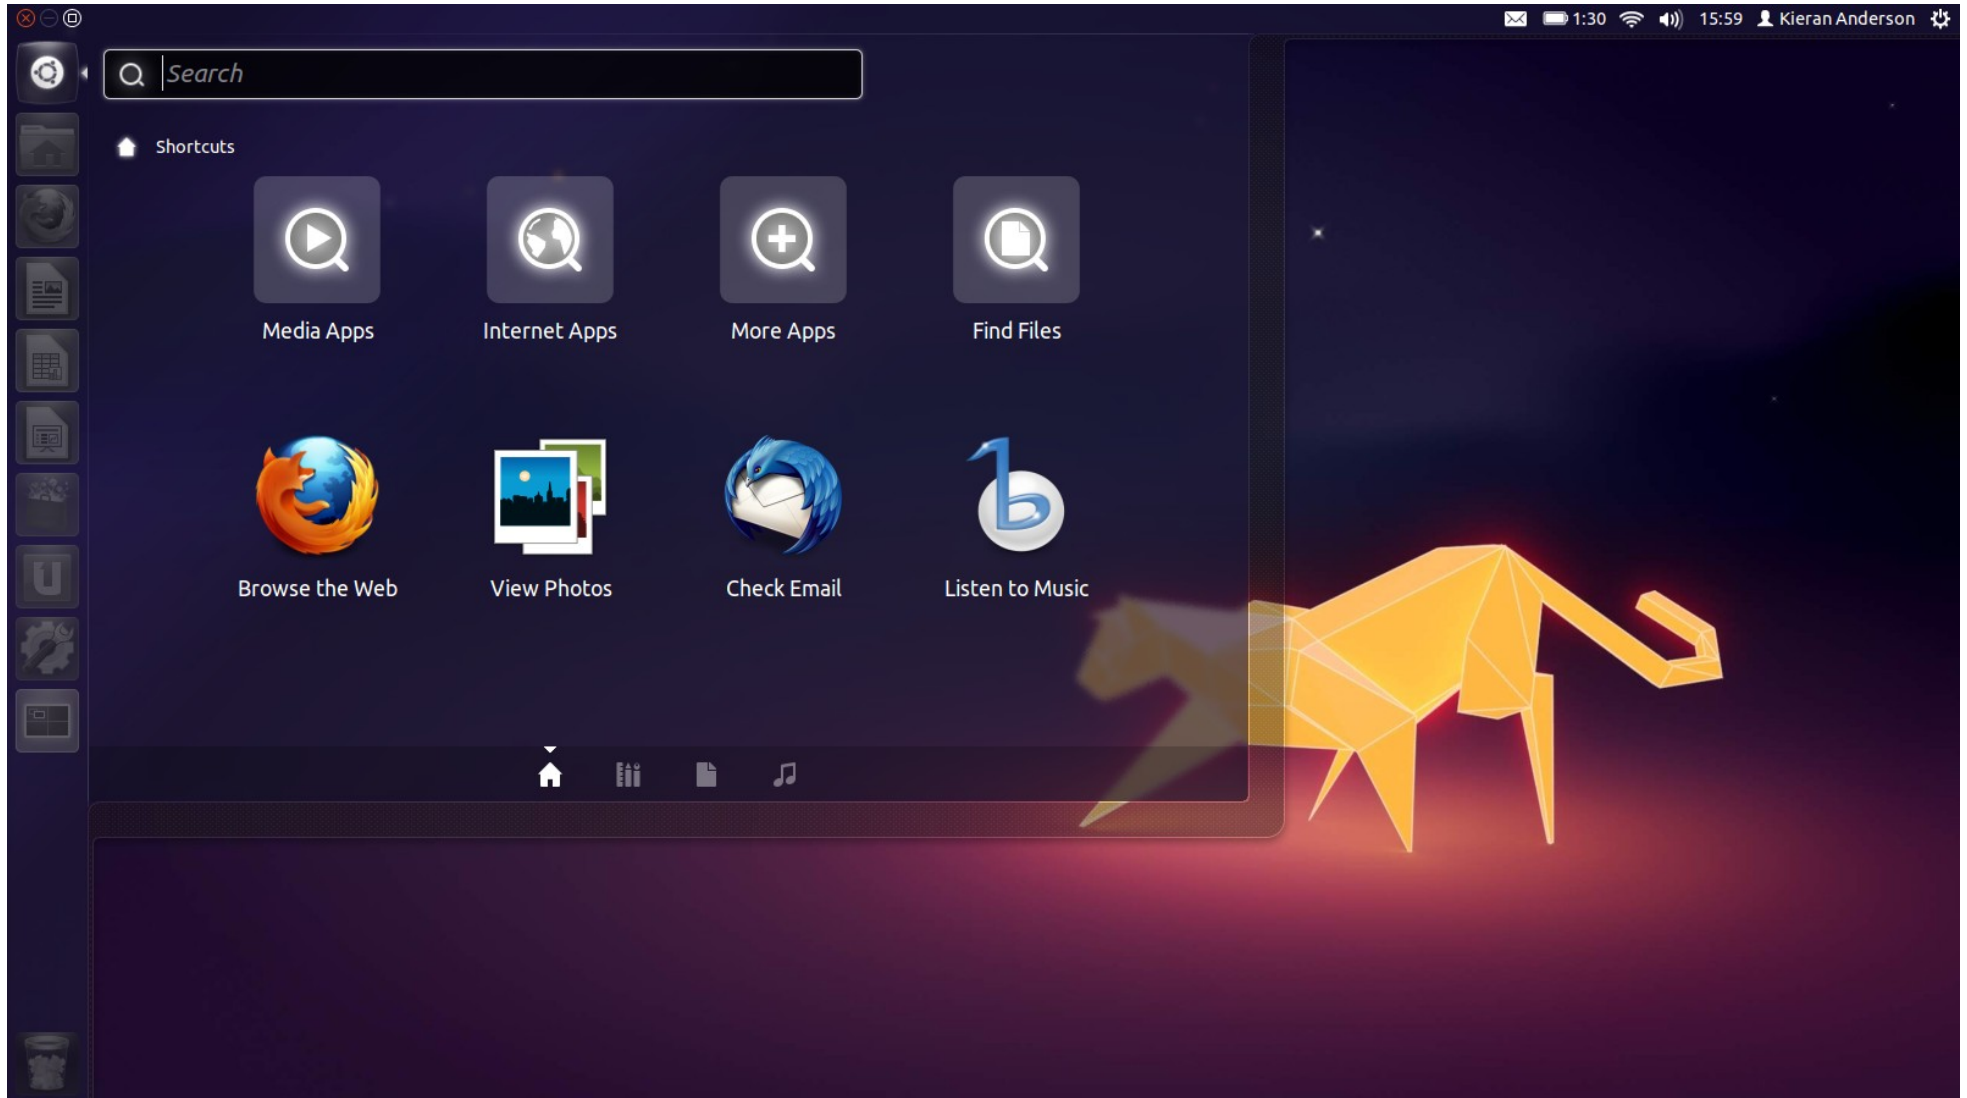 1:30 15:59 Kieran Anderson
Search
Shortcuts
Media Apps Internet Apps More Apps Find Files
Browse the Web View Photos Check Email Listen to Music